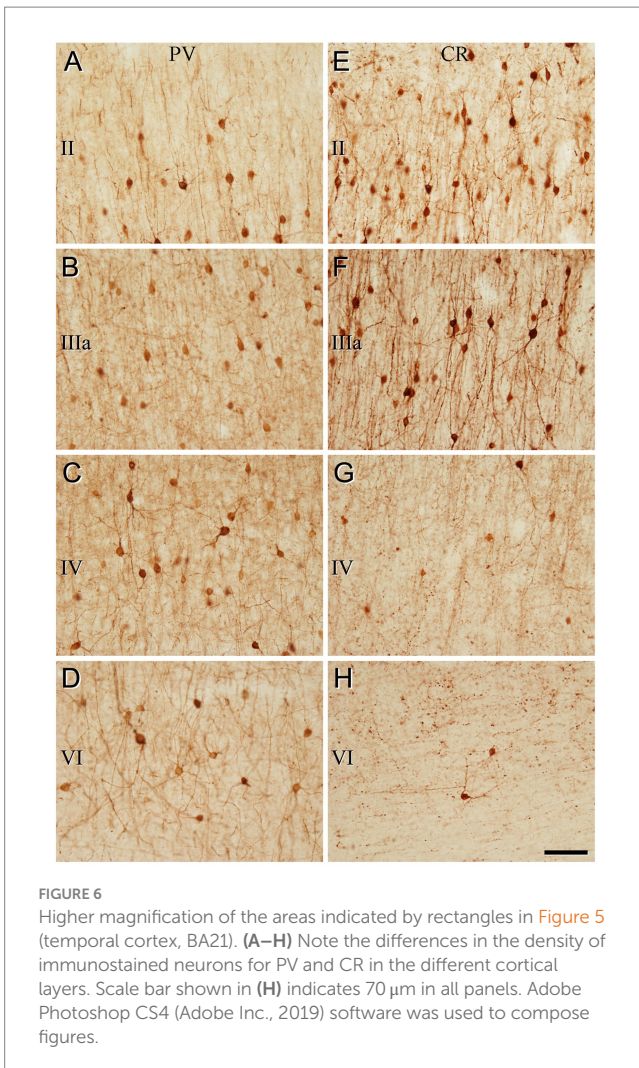 PV
CR
A
E
II
II
B
F
IIIa
IIIa
C
G
IV
IV
D
H
VI
VI
FIGURE 6
Higher magnification of the areas indicated by rectangles in Figure 5
(temporal cortex, BA21). (A–H) Note the differences in the density of
immunostained neurons for PV and CR in the different cortical
layers. Scale bar shown in (H) indicates 70 μm in all panels. Adobe
Photoshop CS4 (Adobe Inc., 2019) software was used to compose
figures.